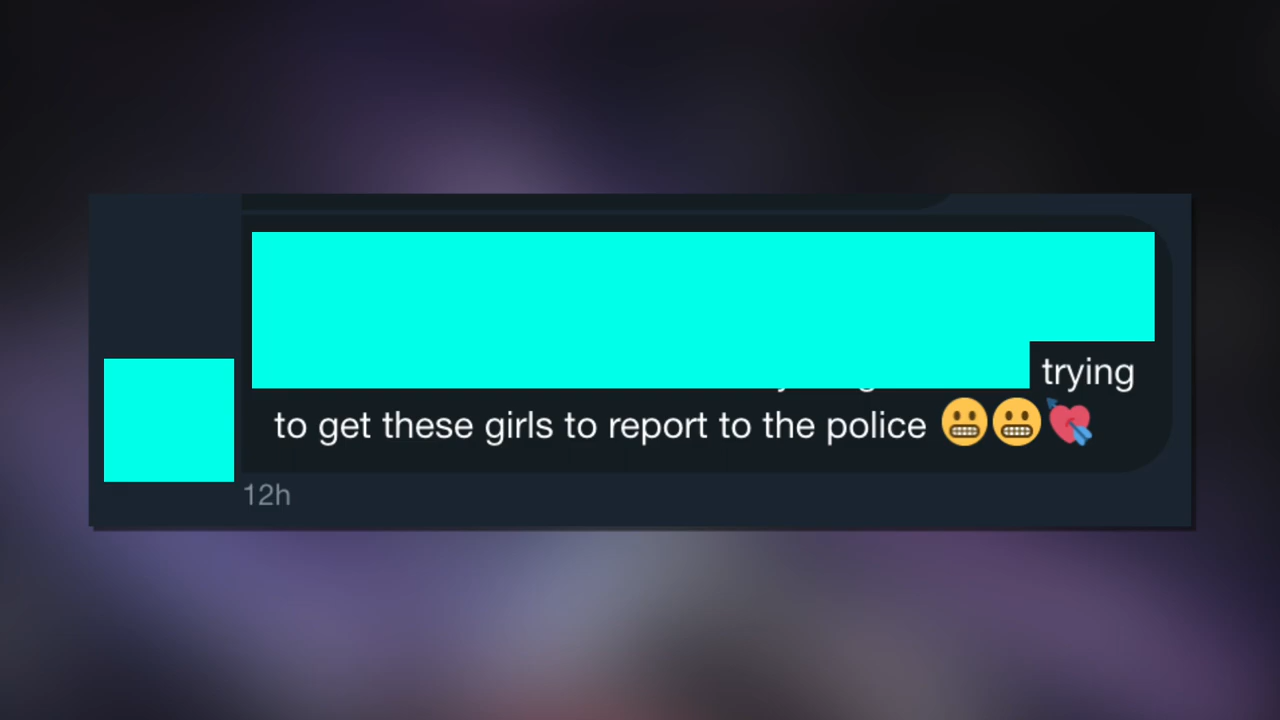 trying
to get these girls to report to the police 😬😬💘
12h